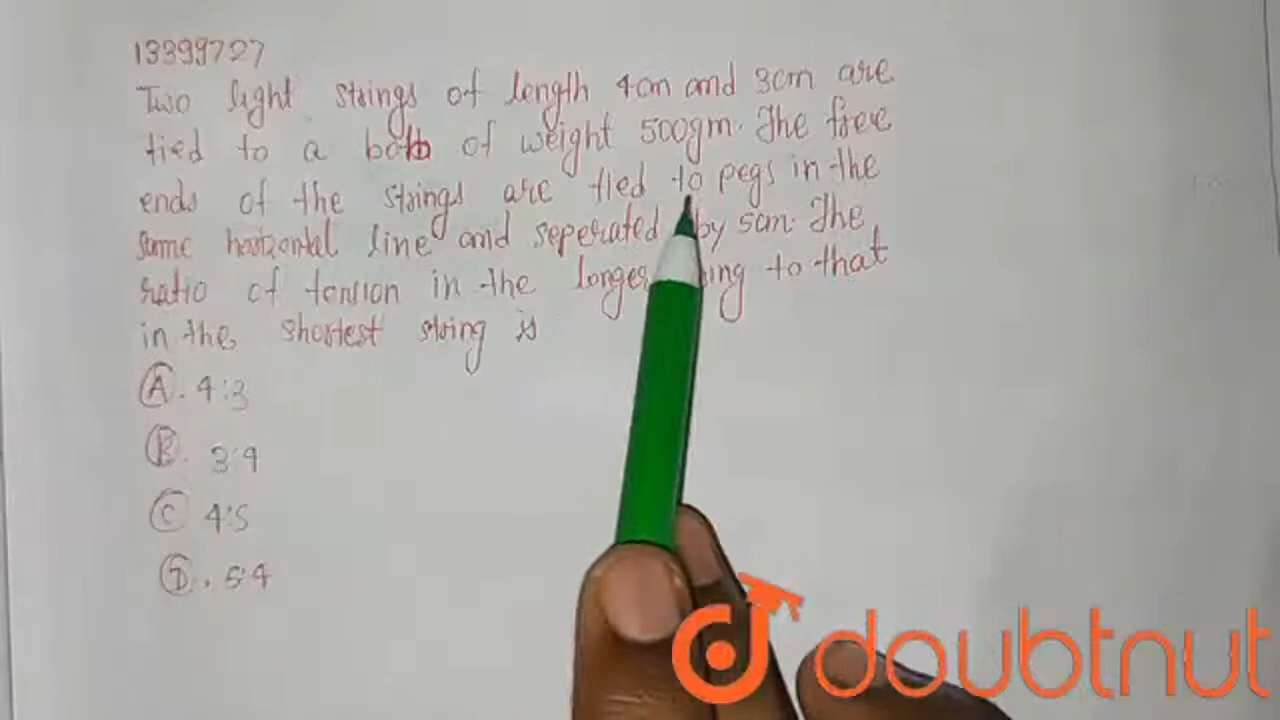 13399727
Two light strings of length 4cm and 3cm are
tied to a bob of weight 500gm. The free
ends of the strings are tied to pegs in the
same horizontal line and seperated by 5cm. The
ratio of tension in the longer to that
in the shortest string is
A. 4:3
B. 3:4
C 4:5
D. 5:4
doubtnut